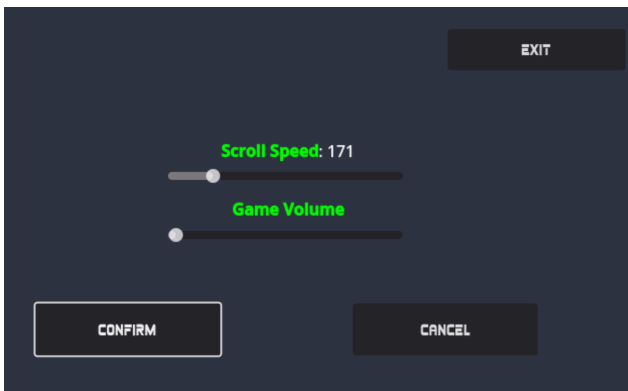 EXIT
Scroll Speed: 171
Game Volume
CONFIRM
CANCEL